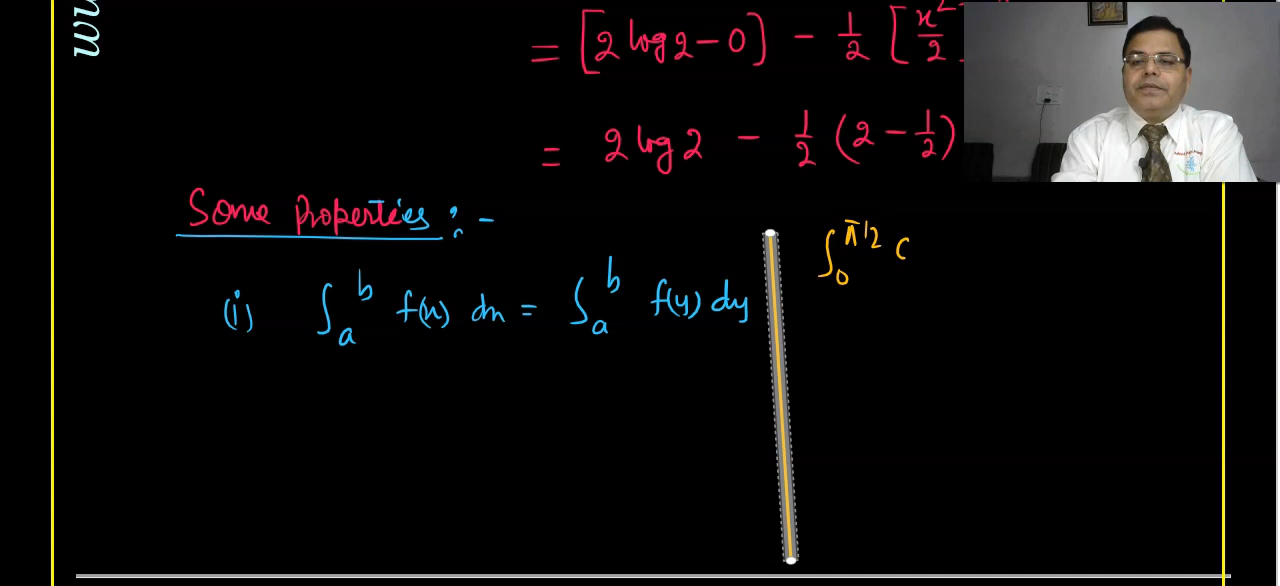 = [2 log 2 - 0] - 1/2 [x²/2
= 2 log 2 - 1/2 (2 - 1/2)
Some Properties :-
(i) ∫_a^b f(x) dx = ∫_a^b f(y) dy
∫_0^π/2 c